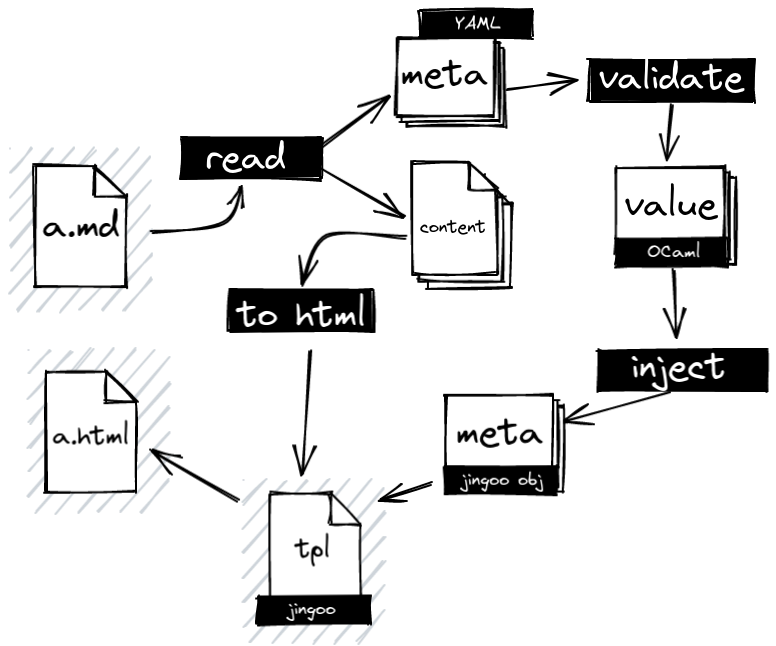 YAML
meta
validate
read
a.md
content
value
OCaml
to html
inject
a.html
meta
jingoo obj
tpl
jingoo